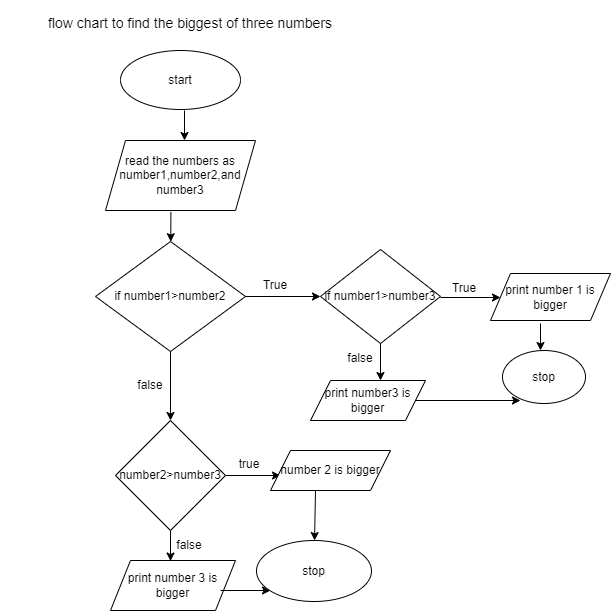 flow chart to find the biggest of three numbers
start
read the numbers as
number1,number2,and
number3
if number1>number2
True
if number1>number3
True
print number 1 is
bigger
false
print number3 is
bigger
stop
false
number2>number3
true
number 2 is bigger
false
print number 3 is
bigger
stop